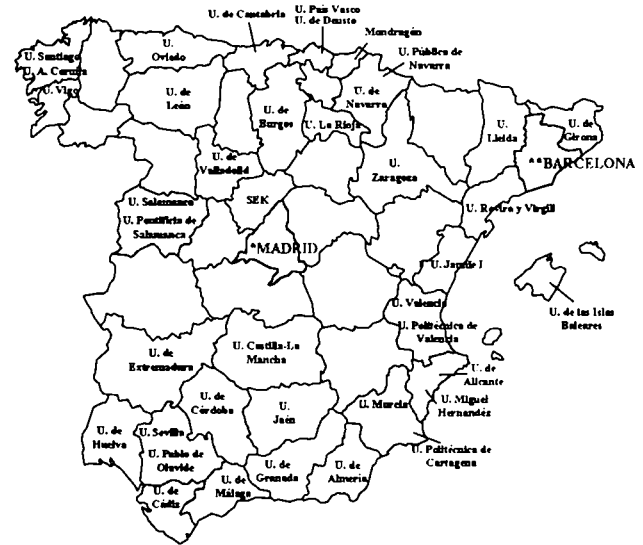 U. de Cantabria
U. País Vasco
U. de Deusto
Mondragón
U. Pública de
Navarra
U. Santiago
U. A. Coruña
U. Vigo
U.
Oviedo
U. de
León
U. de
Burgos
U. La Rioja
U. de
Navarra
U.
Lleida
U. de
Girona
**BARCELONA
U. de
Valladolid
U.
Zaragoza
U. Salamanca
U. Pontificia de
Salamanca
SEK
*MADRID
U. Rovira y Virgili
U. Jaume I
U. de las Islas
Baleares
U. Valencia
U. Politécnica de
Valencia
U. de
Extremadura
U. Castilla-La
Mancha
U. de
Alicante
U. Miguel
Hernandéz
U. de
Córdoba
U.
Jaén
U. Murcia
U. Politécnica de
Cartagena
U. de
Huelva
U. Sevilla
U. Pablo de
Olavide
U. de
Cádiz
U. de
Málaga
U. de
Granada
U. de
Almería